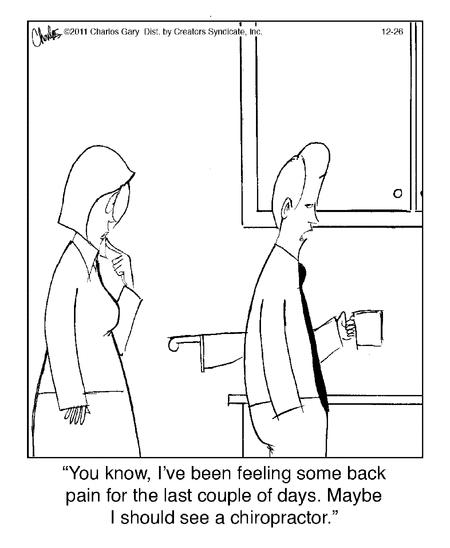 Charles ©2011 Charlos Gary Dist. by Creators Syndicate, Inc. 12-26
“You know, I’ve been feeling some back
pain for the last couple of days. Maybe
I should see a chiropractor.”